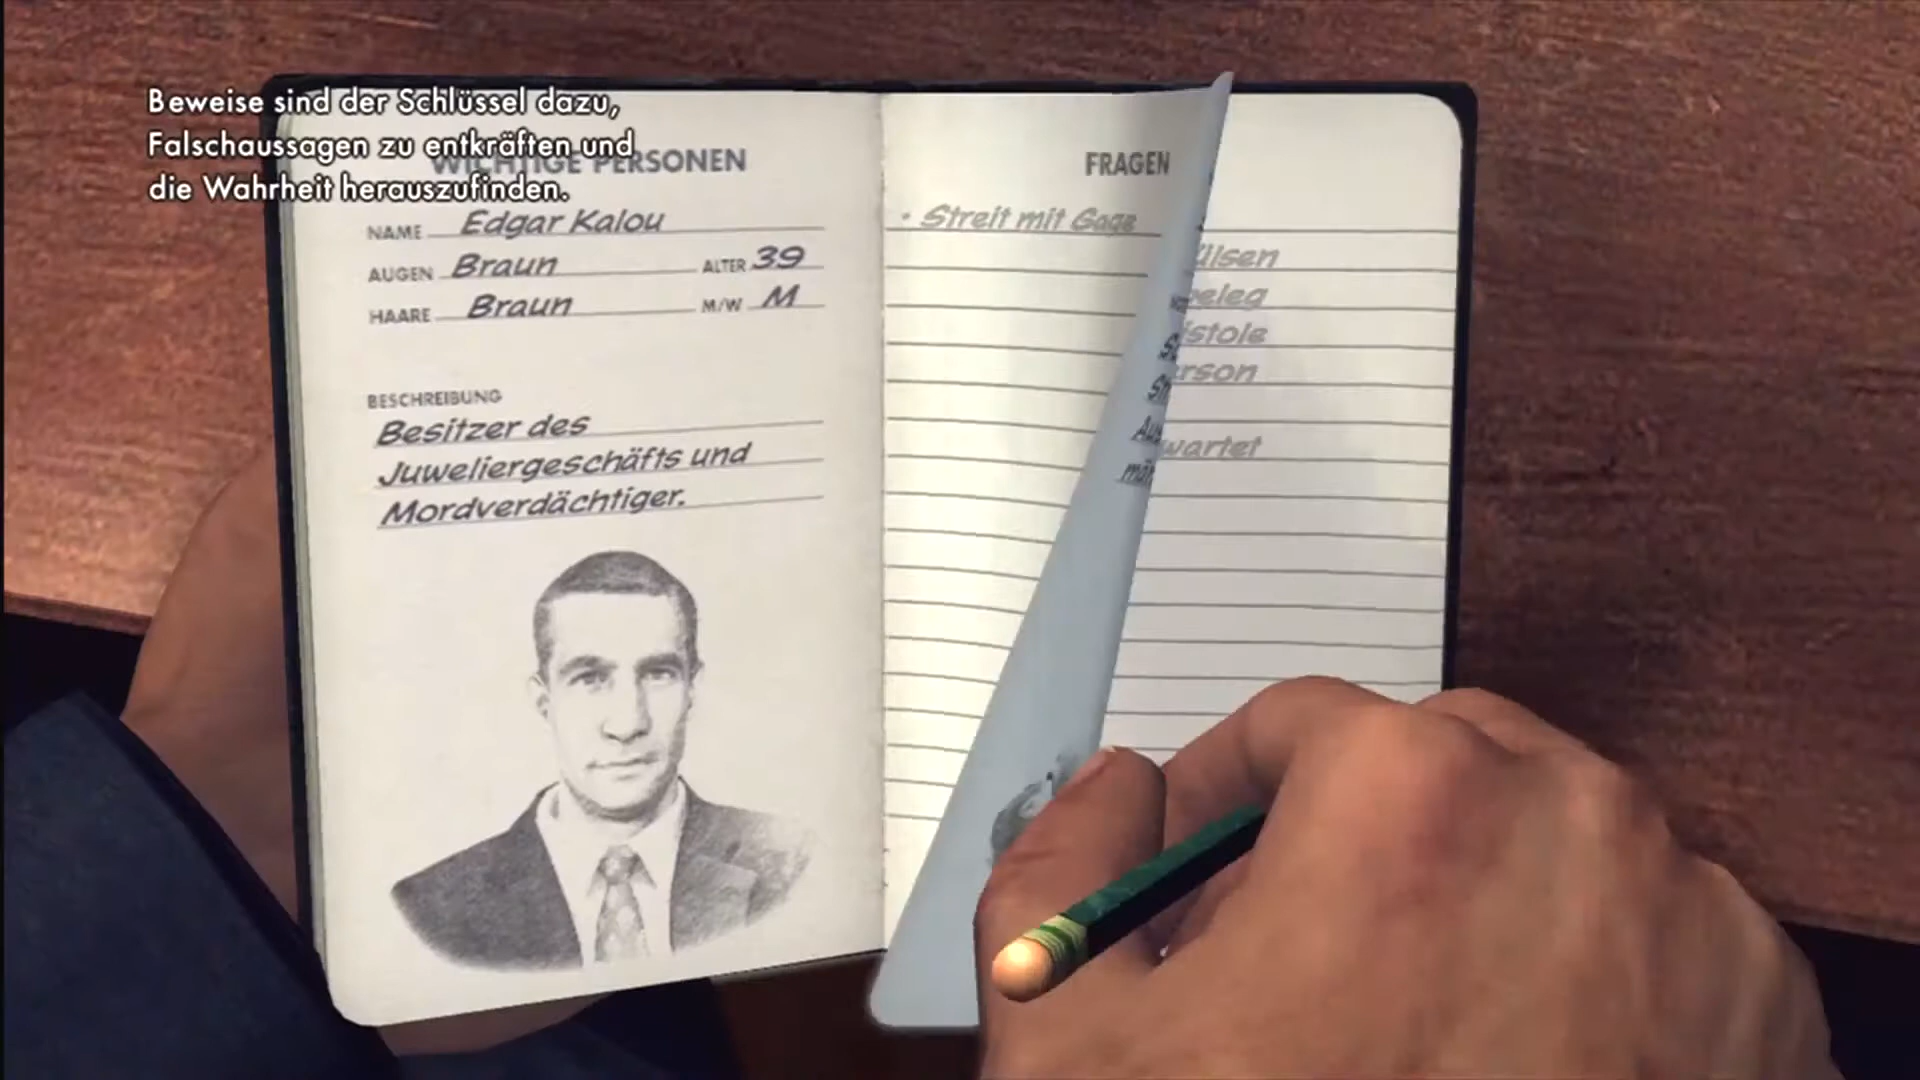 Beweise sind der Schlüssel dazu,
Falschaussagen zu entkräften und
die Wahrheit herauszufinden.
WICHTIGE PERSONEN
NAME Edgar Kalou
AUGEN Braun ALTER 39
HAARE Braun M/W M
BESCHREIBUNG
Besitzer des
Juweliergeschäfts und
Mordverdächtiger.
FRAGEN
• Streit mit Gage